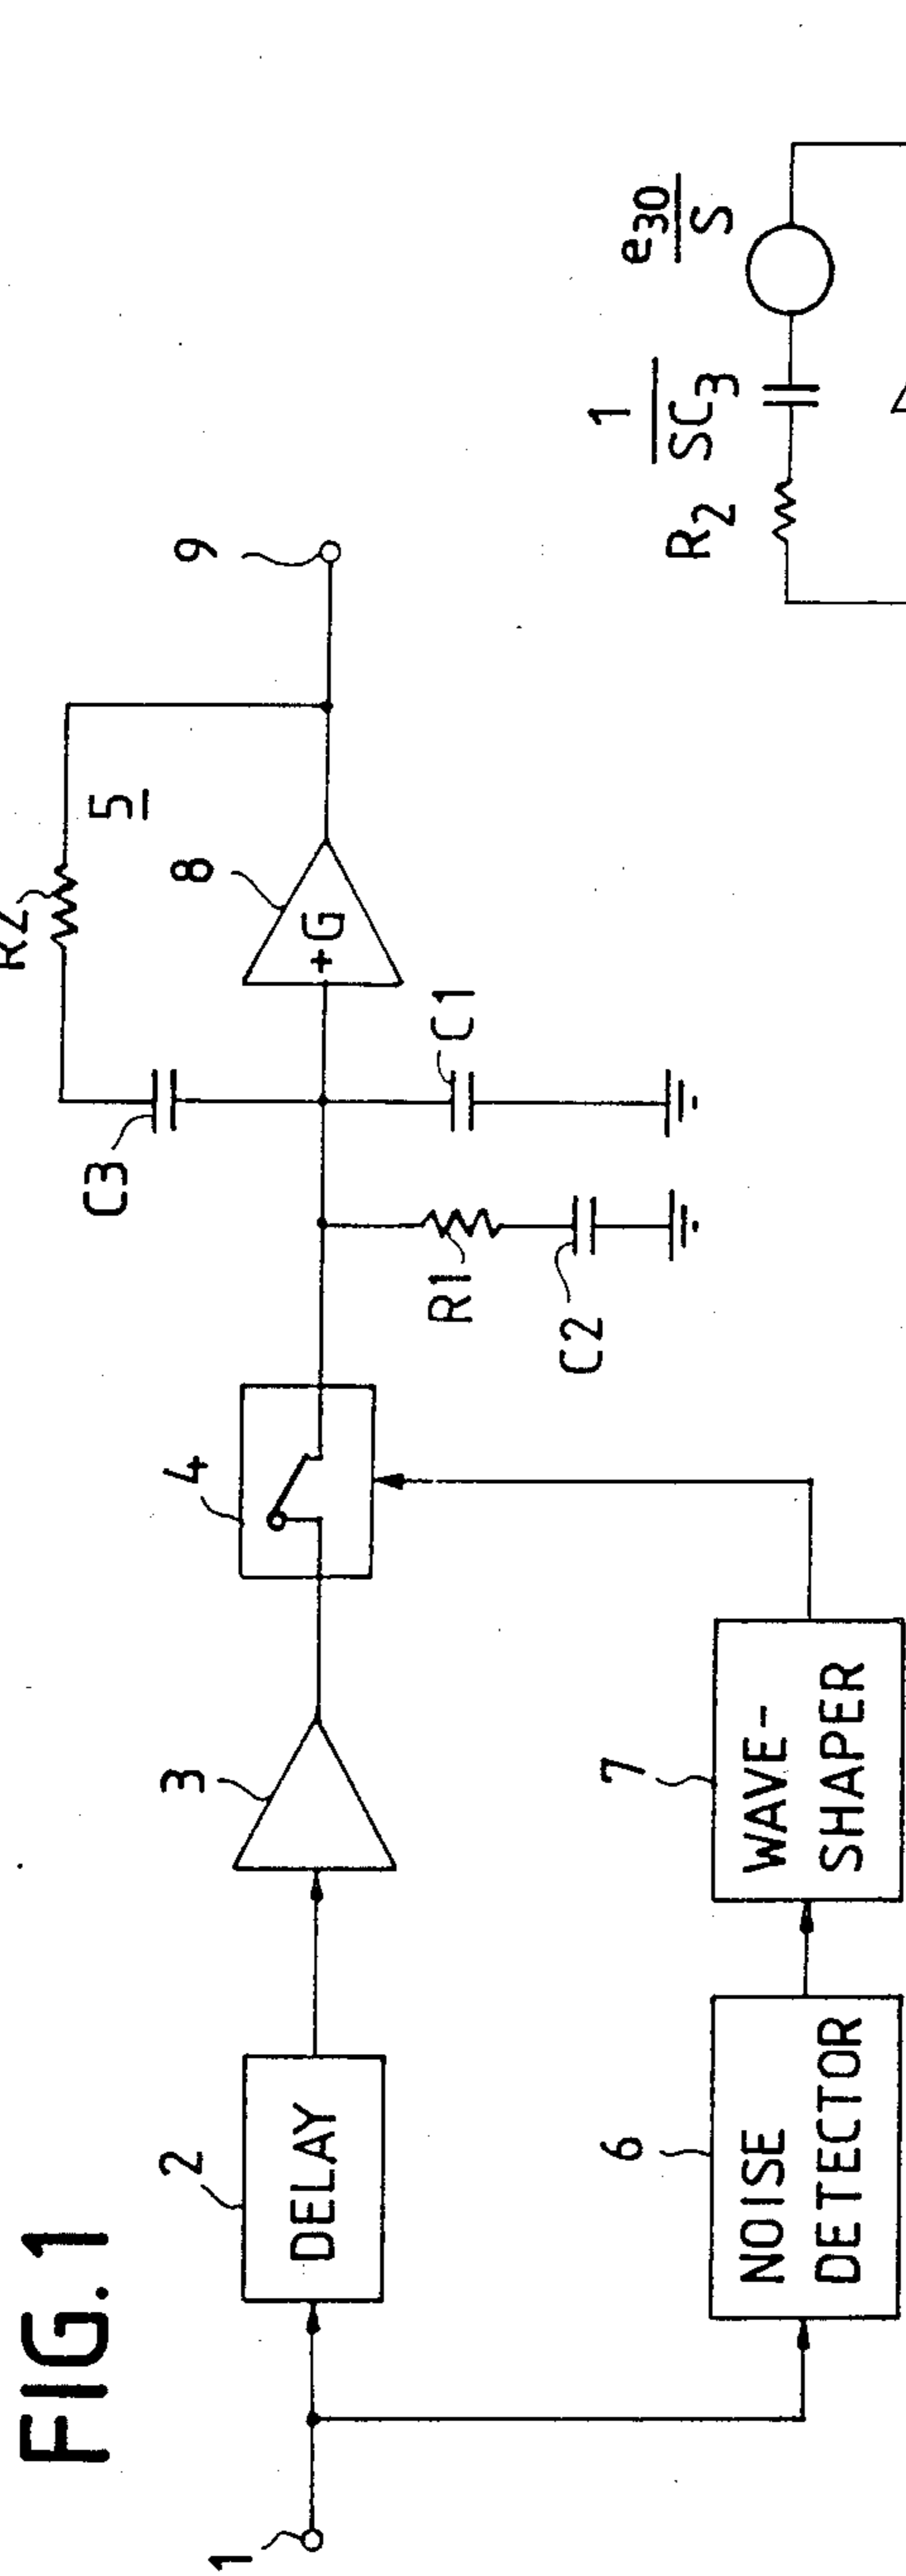 FIG. 1
1
2
DELAY
3
4
C3
R2
5
8
+G
9
R1
C2
C1
6
NOISE
DETECTOR
7
WAVE-
SHAPER
R2
1
SC3
e30
S